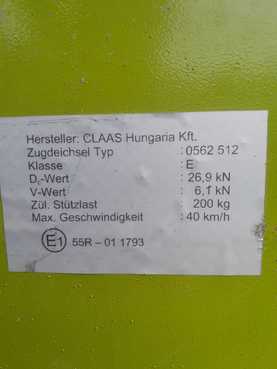 Hersteller: CLAAS Hungaria Kft.
Zugdeichsel Typ : 0562 512
Klasse : E
Dc-Wert : 26,9 kN
V-Wert : 6,1 kN
Zül. Stützlast : 200 kg
Max. Geschwindigkeit : 40 km/h
E1 55R – 01 1793